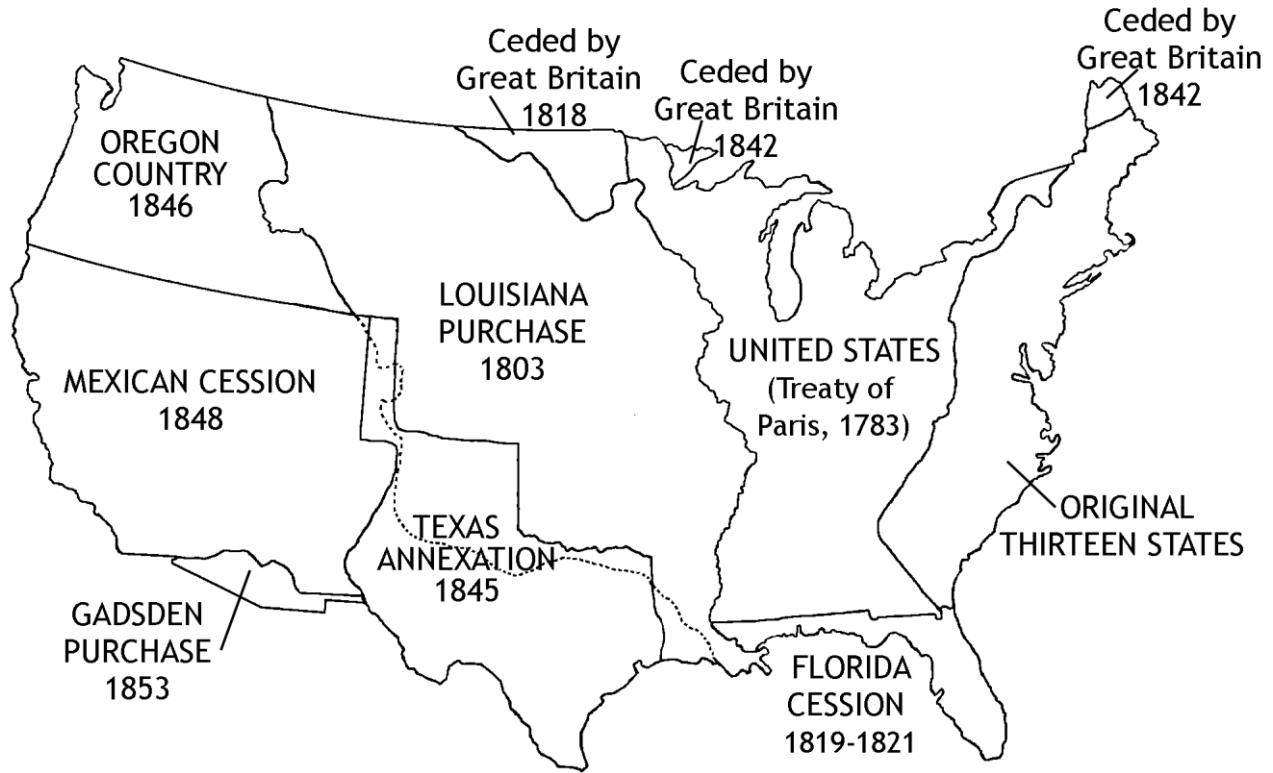 Ceded by
Great Britain
1818
Ceded by
Great Britain
1842
Ceded by
Great Britain
1842
OREGON
COUNTRY
1846
LOUISIANA
PURCHASE
1803
UNITED STATES
(Treaty of
Paris, 1783)
MEXICAN CESSION
1848
ORIGINAL
THIRTEEN STATES
TEXAS
ANNEXATION
1845
GADSDEN
PURCHASE
1853
FLORIDA
CESSION
1819-1821